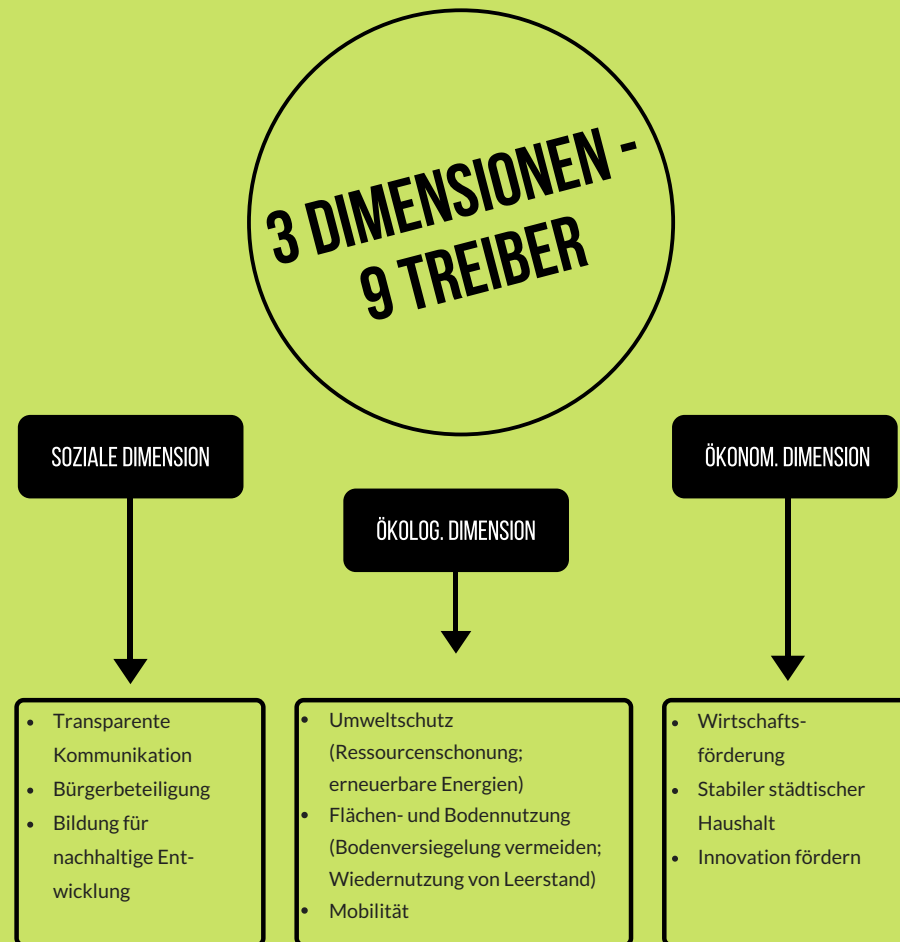 3 DIMENSIONEN -
9 TREIBER
SOZIALE DIMENSION
Transparente
Kommunikation
Bürgerbeteiligung
Bildung für
nachhaltige Ent-
wicklung
ÖKOLOG. DIMENSION
Umweltschutz
(Ressourcenschonung;
erneuerbare Energien)
Flächen- und Bodennutzung
(Bodenversiegelung vermeiden;
Wiedernutzung von Leerstand)
Mobilität
ÖKONOM. DIMENSION
Wirtschafts-
förderung
Stabiler städtischer
Haushalt
Innovation fördern